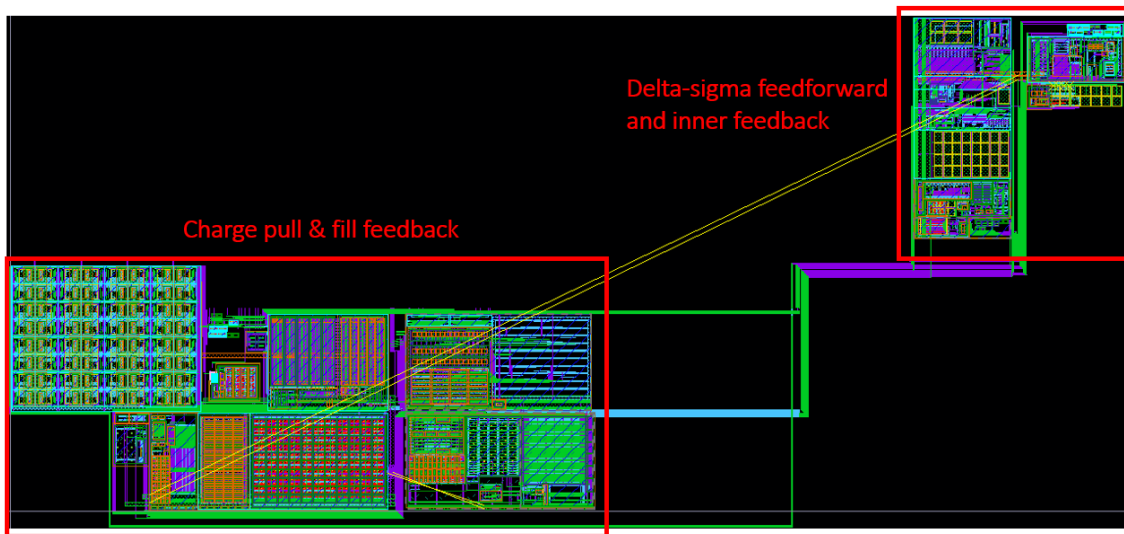 Delta-sigma feedforward
and inner feedback
Charge pull & fill feedback